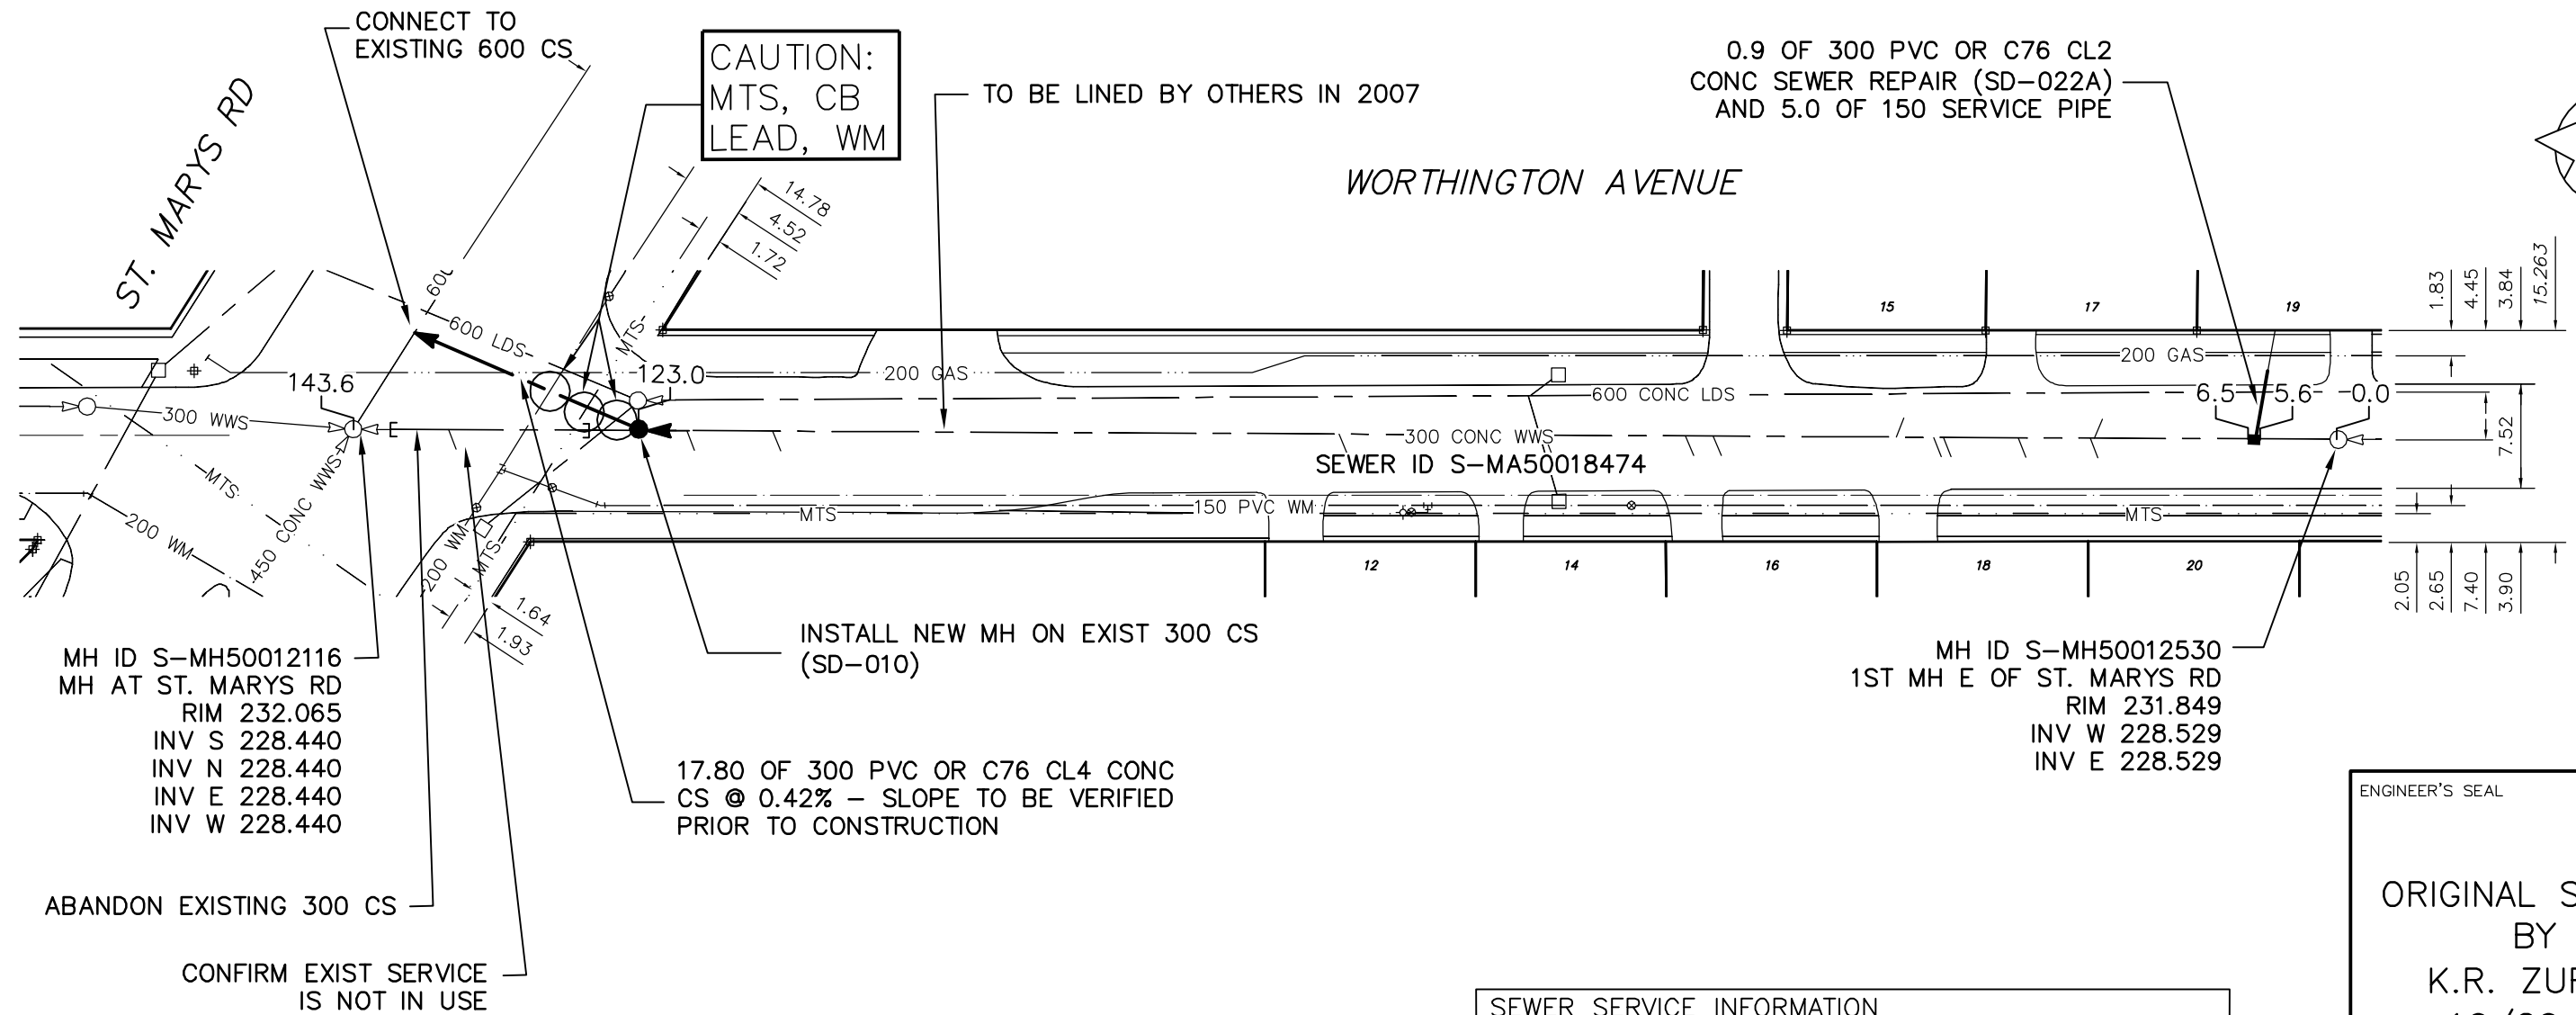 CONNECT TO
EXISTING 600 CS
CAUTION:
MTS, CB
LEAD, WM
TO BE LINED BY OTHERS IN 2007
0.9 OF 300 PVC OR C76 CL2
CONC SEWER REPAIR (SD-022A)
AND 5.0 OF 150 SERVICE PIPE
ST. MARYS RD
WORTHINGTON AVENUE
14.78
4.52
1.72
1.83
4.45
3.84
15.263
600 LDS
MTS
15
17
19
200 GAS
200 GAS
143.6
123.0
600 CONC LDS
6.5
5.6
0.0
300 WWS
300 CONC WWS
7.52
SEWER ID S-MA50018474
MTS
450 CONC WWS
200 WM
200 WM
MTS
MTS
150 PVC WM
MTS
12
14
16
18
20
1.64
1.93
2.05
2.65
7.40
3.90
INSTALL NEW MH ON EXIST 300 CS
(SD-010)
MH ID S-MH50012116
MH AT ST. MARYS RD
RIM 232.065
INV S 228.440
INV N 228.440
INV E 228.440
INV W 228.440
MH ID S-MH50012530
1ST MH E OF ST. MARYS RD
RIM 231.849
INV W 228.529
INV E 228.529
17.80 OF 300 PVC OR C76 CL4 CONC
CS @ 0.42% - SLOPE TO BE VERIFIED
PRIOR TO CONSTRUCTION
ENGINEER'S SEAL
ABANDON EXISTING 300 CS
ORIGINAL S
BY
K.R. ZUR
CONFIRM EXIST SERVICE
IS NOT IN USE
SEWER SERVICE INFORMATION